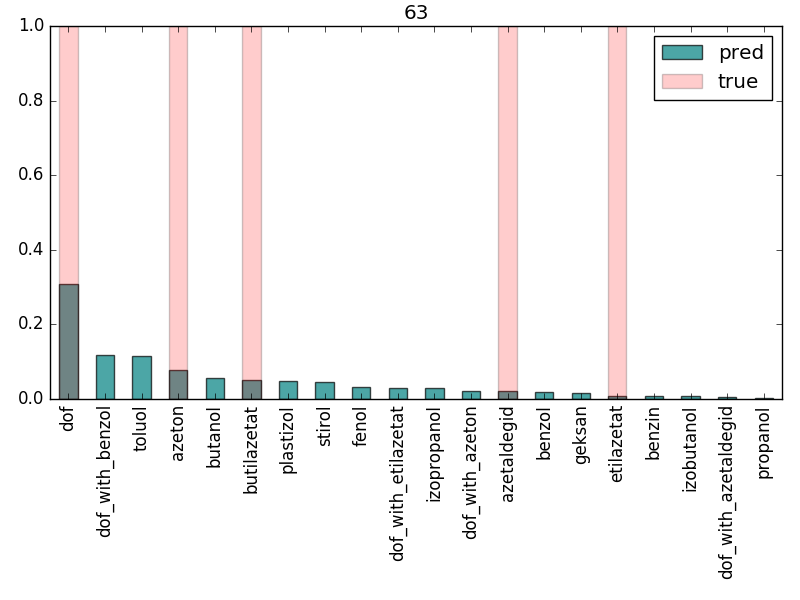 63
1.0
0.8
0.6
0.4
0.2
0.0
pred
true
dof
dof_with_benzol
toluol
azeton
butanol
butilazetat
plastizol
stirol
fenol
dof_with_etilazetat
izopropanol
dof_with_azeton
azetaldegid
benzol
geksan
etilazetat
benzin
izobutanol
dof_with_azetaldegid
propanol